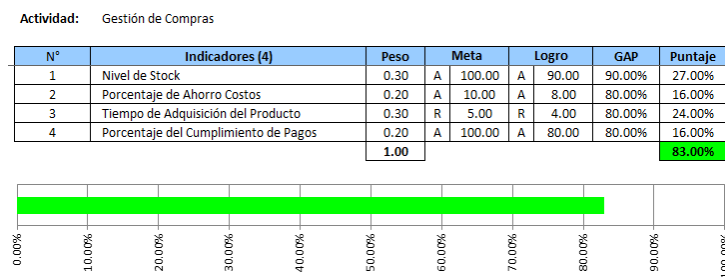 Actividad: Gestión de Compras
N° Indicadores (4) Peso Meta Logro GAP Puntaje
1 Nivel de Stock 0.30 A 100.00 A 90.00 90.00% 27.00%
2 Porcentaje de Ahorro Costos 0.20 A 10.00 A 8.00 80.00% 16.00%
3 Tiempo de Adquisición del Producto 0.30 R 5.00 R 4.00 80.00% 24.00%
4 Porcentaje del Cumplimiento de Pagos 0.20 A 100.00 A 80.00 80.00% 16.00%
1.00 83.00%
0.00% 10.00% 20.00% 30.00% 40.00% 50.00% 60.00% 70.00% 80.00% 90.00% 100.00%